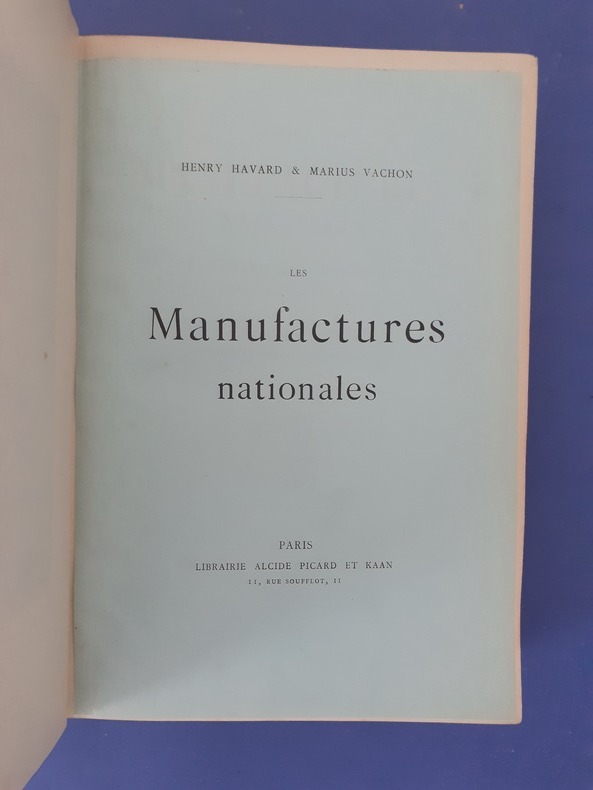 HENRY HAVARD & MARIUS VACHON
LES
Manufactures
nationales
PARIS
LIBRAIRIE ALCIDE PICARD ET KAAN
11, RUE SOUFFLOT, 11